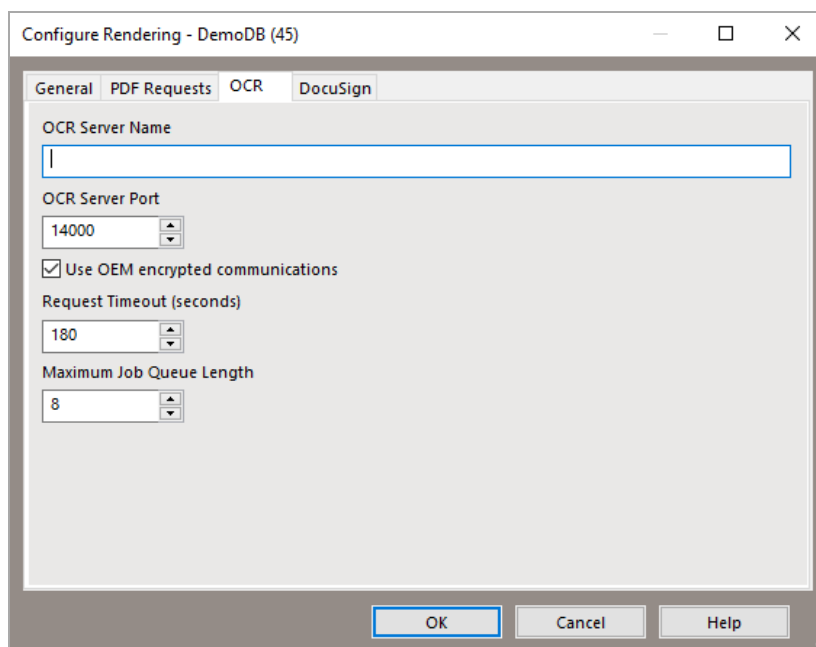 Configure Rendering - DemoDB (45)
General PDF Requests OCR DocuSign
OCR Server Name
OCR Server Port
14000
Use OEM encrypted communications
Request Timeout (seconds)
180
Maximum Job Queue Length
8
OK Cancel Help